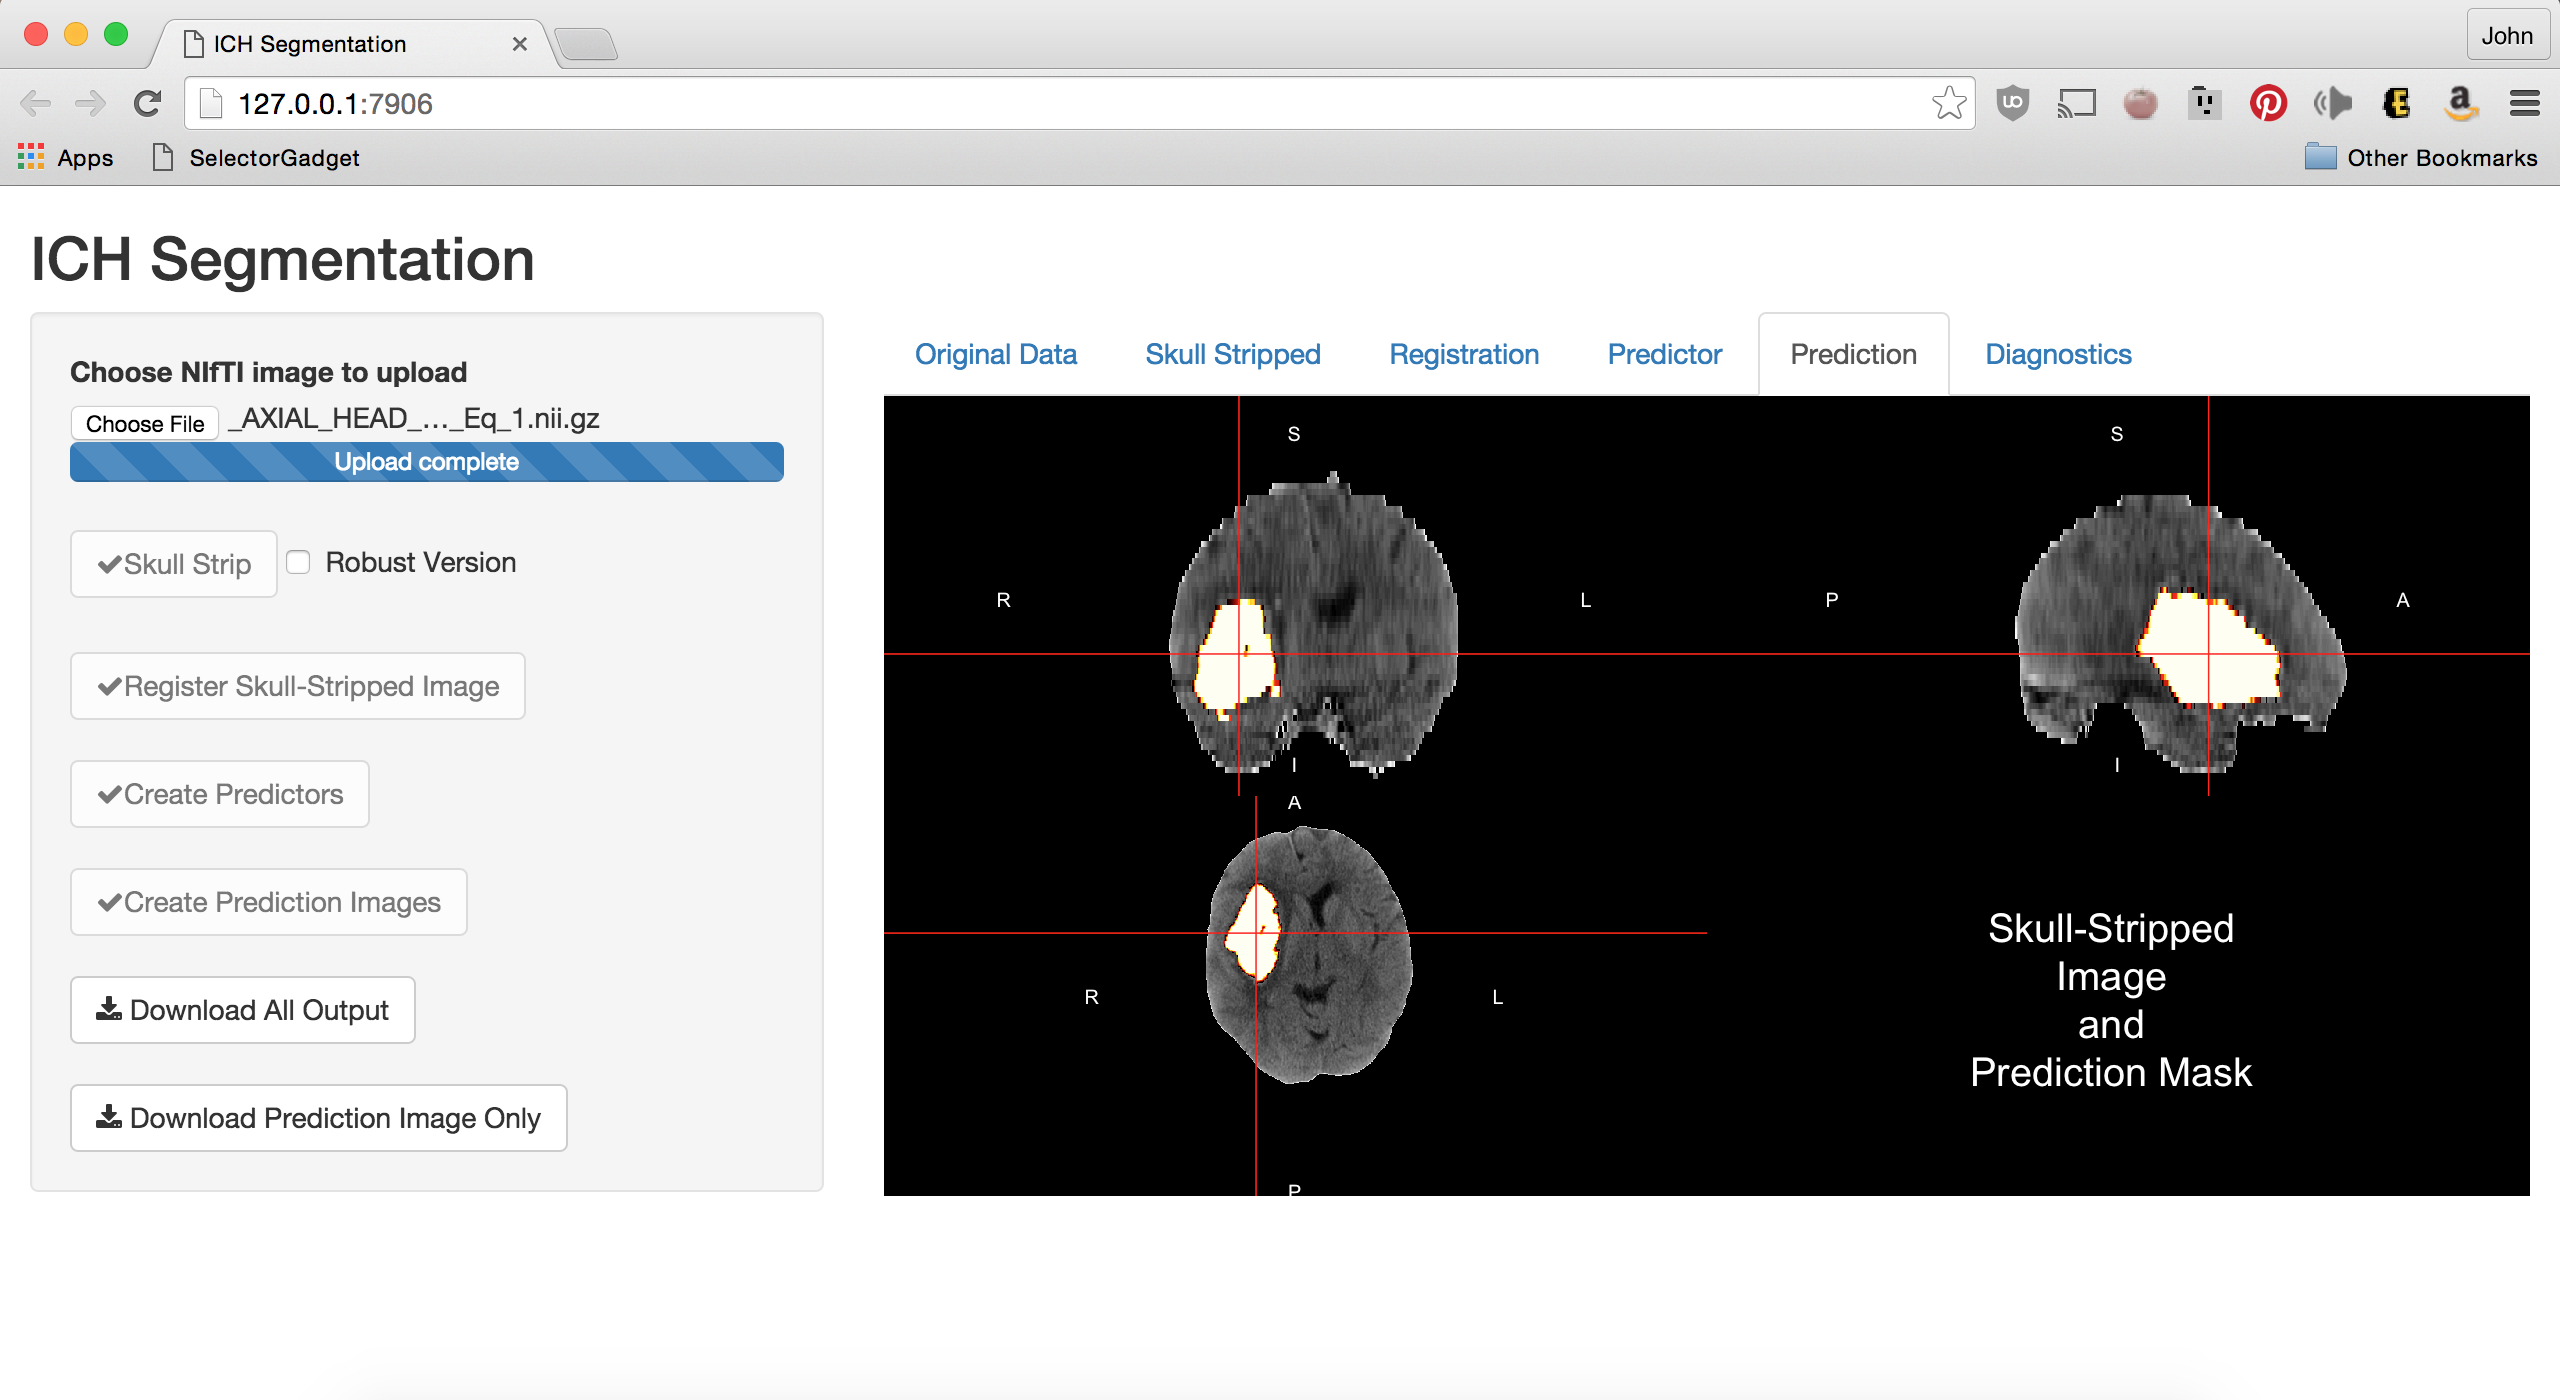 ICH Segmentation
John
127.0.0.1:7906
Apps
SelectorGadget
Other Bookmarks
ICH Segmentation
Choose NIfTI image to upload
Choose File _AXIAL_HEAD_..._Eq_1.nii.gz
Upload complete
Skull Strip
Robust Version
Register Skull-Stripped Image
Create Predictors
Create Prediction Images
Download All Output
Download Prediction Image Only
Original Data
Skull Stripped
Registration
Predictor
Prediction
Diagnostics
S
R
L
I
S
P
A
I
A
R
L
P
Skull-Stripped
Image
and
Prediction Mask